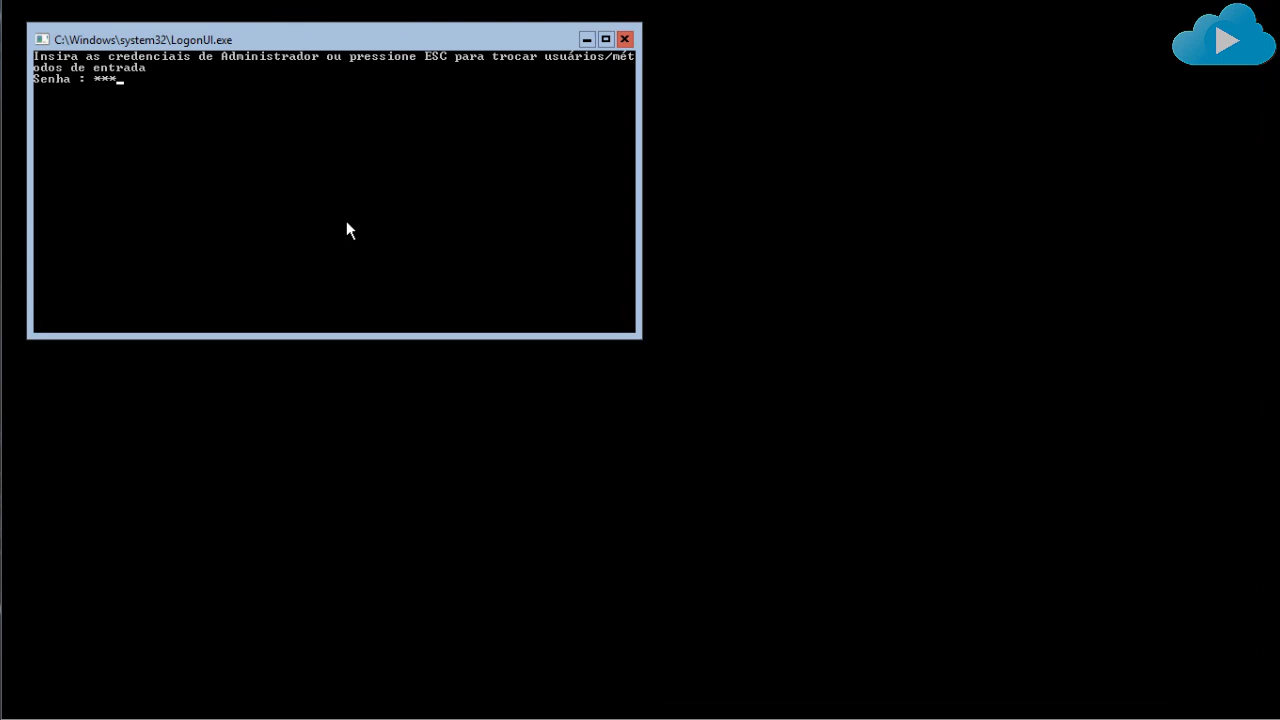 C:\Windows\system32\LogonUI.exe
Insira as credenciais de Administrador ou pressione ESC para trocar usuários/mét
odos de entrada
Senha : ***